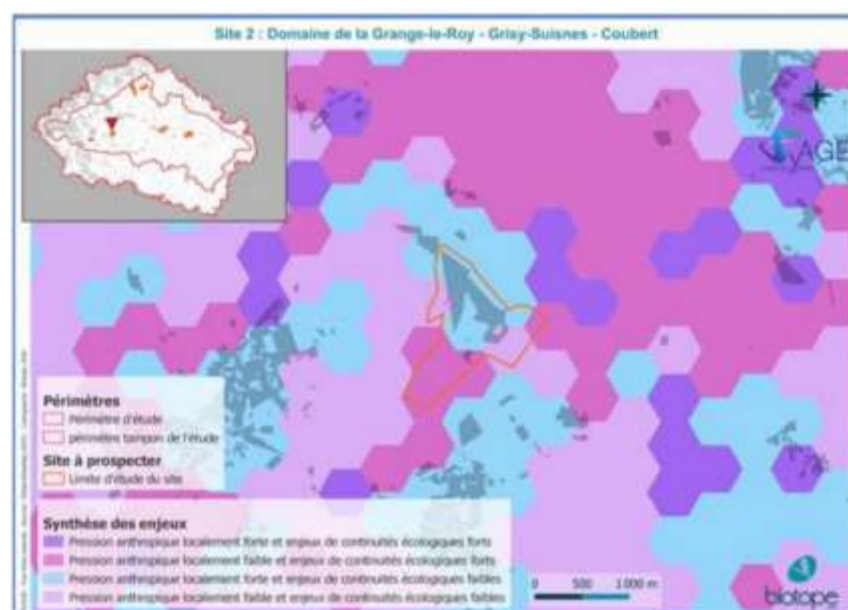 Site 2 : Domaine de la Grange-le-Roy - Grisy-Suisnes - Coubert
AGE
Périmètres
Périmètre d'étude
périmètre tampon de l'étude
Site à prospecter
Limite d'étude du site
Synthèse des enjeux
Pression anthropique localement forte et enjeux de continuités écologiques forts
Pression anthropique localement faible et enjeux de continuités écologiques forts
Pression anthropique localement forte et enjeux de continuités écologiques faibles
Pression anthropique localement faible et enjeux de continuités écologiques faibles
0 500 1 000 m
biotope